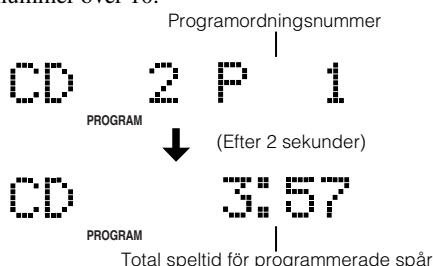 nummer över 10.
Programordningsnummer
CD 2 P 1
PROGRAM
(Efter 2 sekunder)
CD 3:57
PROGRAM
Total speltid för programmerade spår